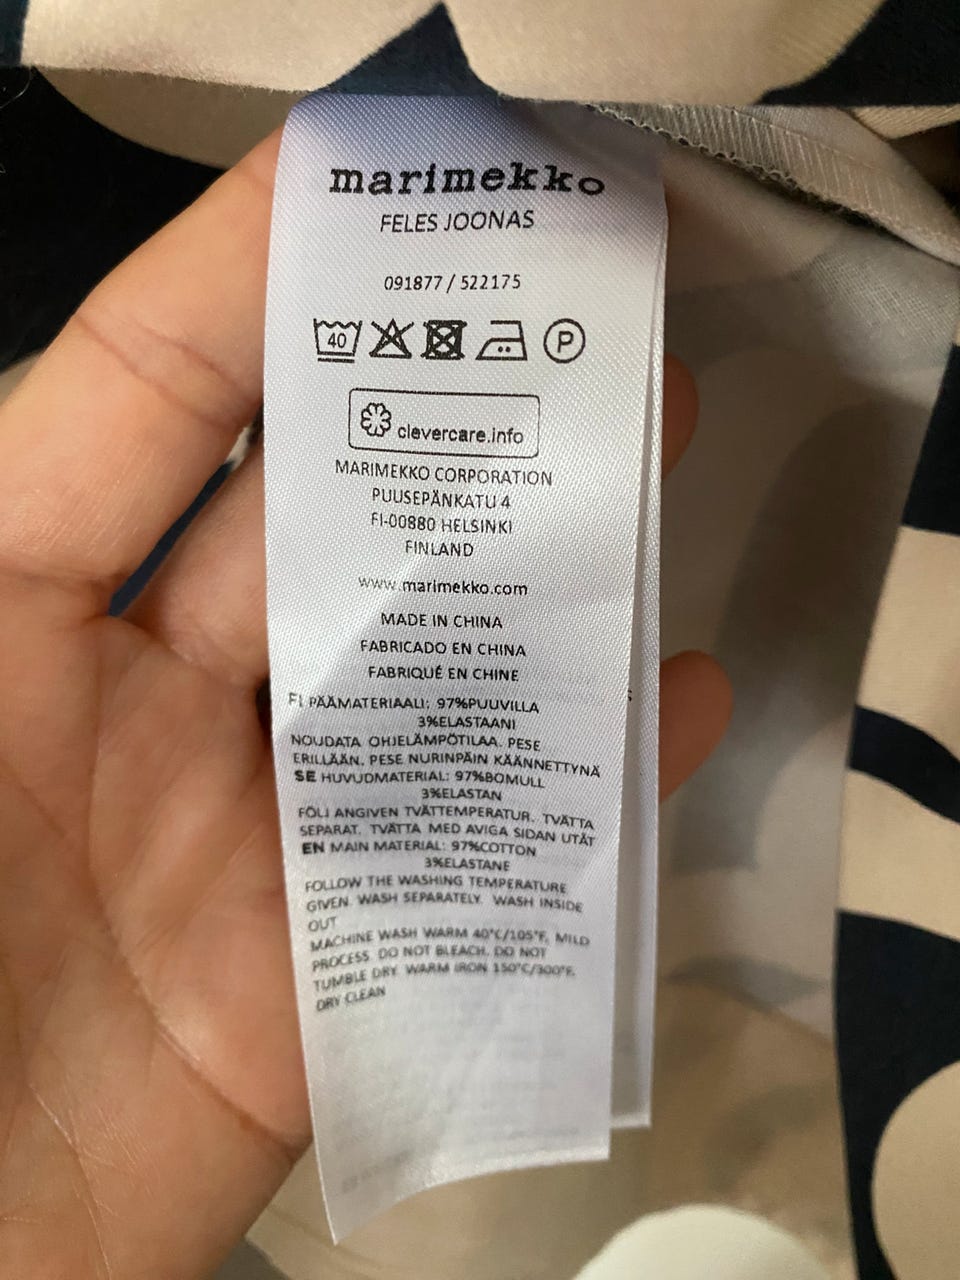 marimekko
FELES JOONAS
091877 / 522175
40
P
clevercare.info
MARIMEKKO CORPORATION
PUUSEPÄNKATU 4
FI-00880 HELSINKI
FINLAND
www.marimekko.com
MADE IN CHINA
FABRICADO EN CHINA
FABRIQUÉ EN CHINE
FI PÄÄMATERIAALI: 97%PUUVILLA
3%ELASTAANI
NOUDATA OHJELÄMPÖTILAA. PESE
ERILLÄÄN. PESE NURINPÄIN KÄÄNNETTYNÄ
SE HUVUDMATERIAL: 97%BOMULL
3%ELASTAN
FÖLJ ANGIVEN TVÄTTEMPERATUR. TVÄTTA
SEPARAT. TVÄTTA MED AVIGA SIDAN UTÅT
EN MAIN MATERIAL: 97%COTTON
3%ELASTANE
FOLLOW THE WASHING TEMPERATURE
GIVEN. WASH SEPARATELY. WASH INSIDE
OUT
MACHINE WASH WARM 40°C/105°F, MILD
PROCESS. DO NOT BLEACH. DO NOT
TUMBLE DRY. WARM IRON 150°C/300°F.
DRY CLEAN